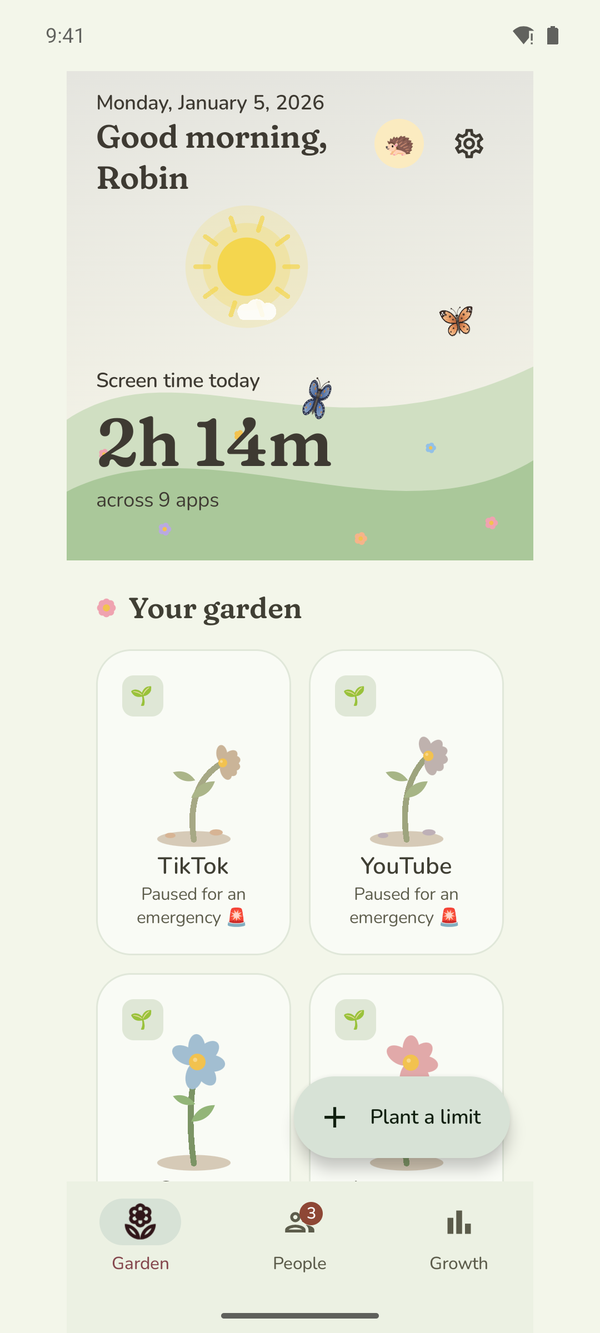 9:41
Monday, January 5, 2026
Good morning,
Robin
Screen time today
2h 14m
across 9 apps
Your garden
TikTok
Paused for an
emergency 🚨
YouTube
Paused for an
emergency 🚨
Plant a limit
3
Garden
People
Growth